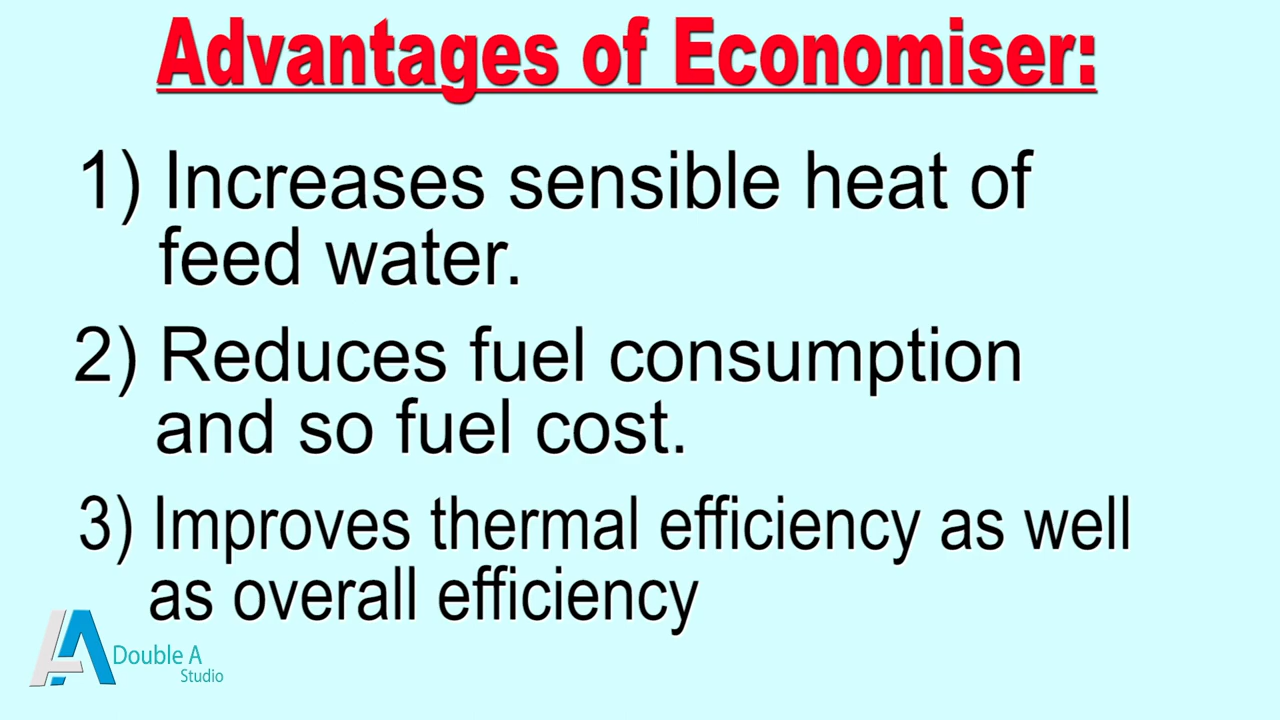 Advantages of Economiser:
1) Increases sensible heat of
feed water.
2) Reduces fuel consumption
and so fuel cost.
3) Improves thermal efficiency as well
as overall efficiency
AA
Double A
Studio